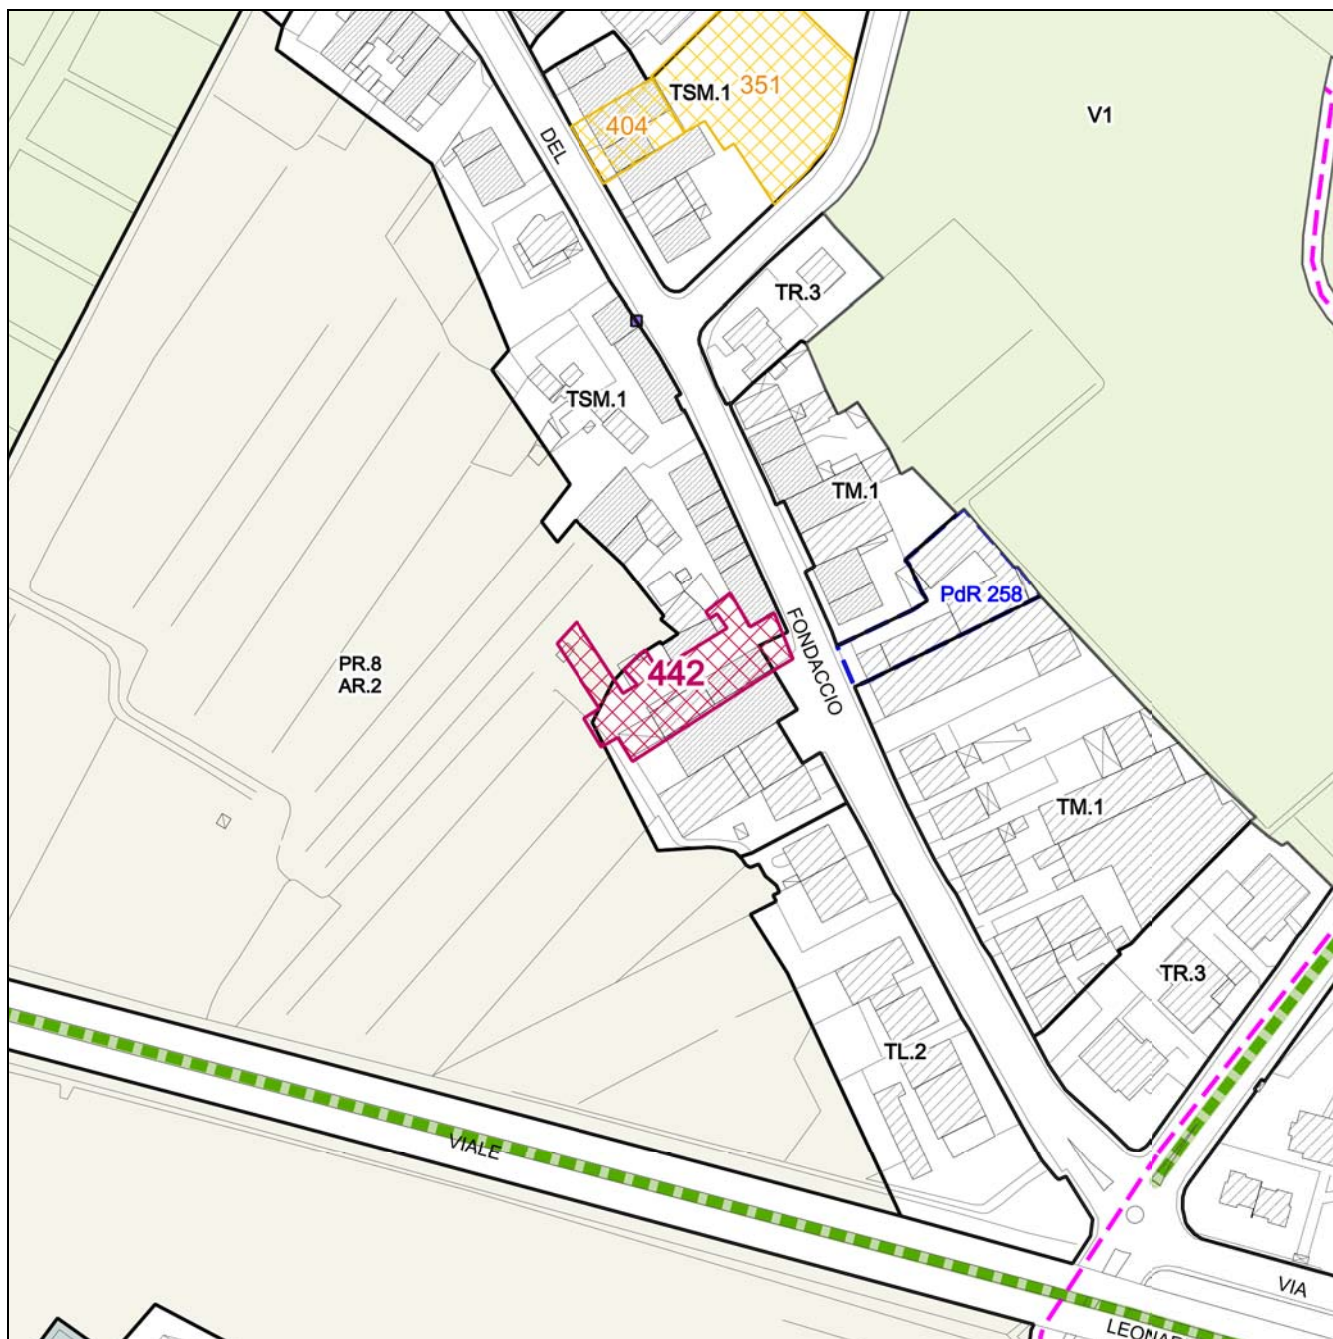 TSM.1 351
404
V1
DEL
TR.3
TSM.1
TM.1
PdR 258
FONDACCIO
442
PR.8
AR.2
TM.1
TR.3
TL.2
VIALE
VIA